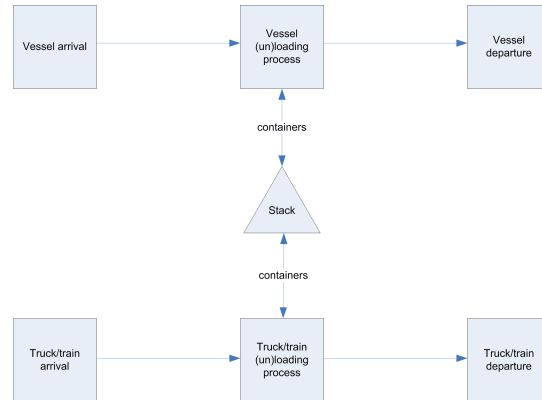 Vessel arrival
Vessel
(un)loading
process
Vessel
departure
containers
Stack
containers
Truck/train
arrival
Truck/train
(un)loading
process
Truck/train
departure